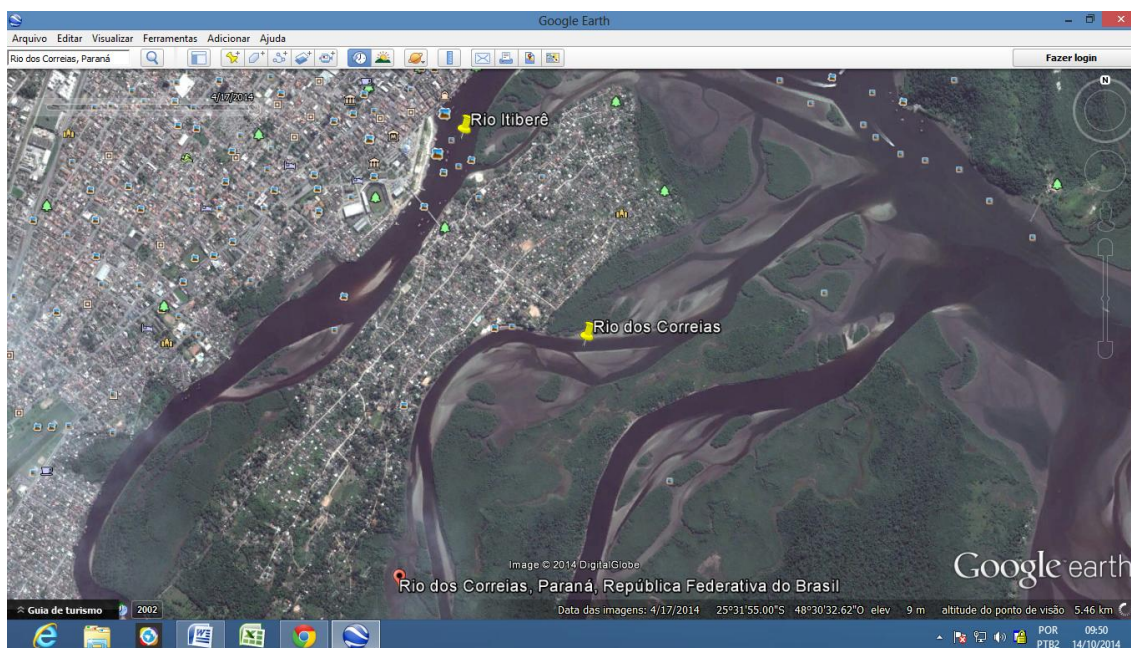 Google Earth
Arquivo Editar Visualizar Ferramentas Adicionar Ajuda
Rio dos Correias, Paraná
Fazer login
4/17/2014
N
Rio Itiberê
Rio dos Correias
Image © 2014 DigitalGlobe
Google earth
Rio dos Correias, Paraná, República Federativa do Brasil
Guia de turismo
2002
Data das imagens: 4/17/2014 25°31'55.00"S 48°30'32.62"O elev 9 m altitude do ponto de visão 5.46 km
POR 09:50
PTB2 14/10/2014